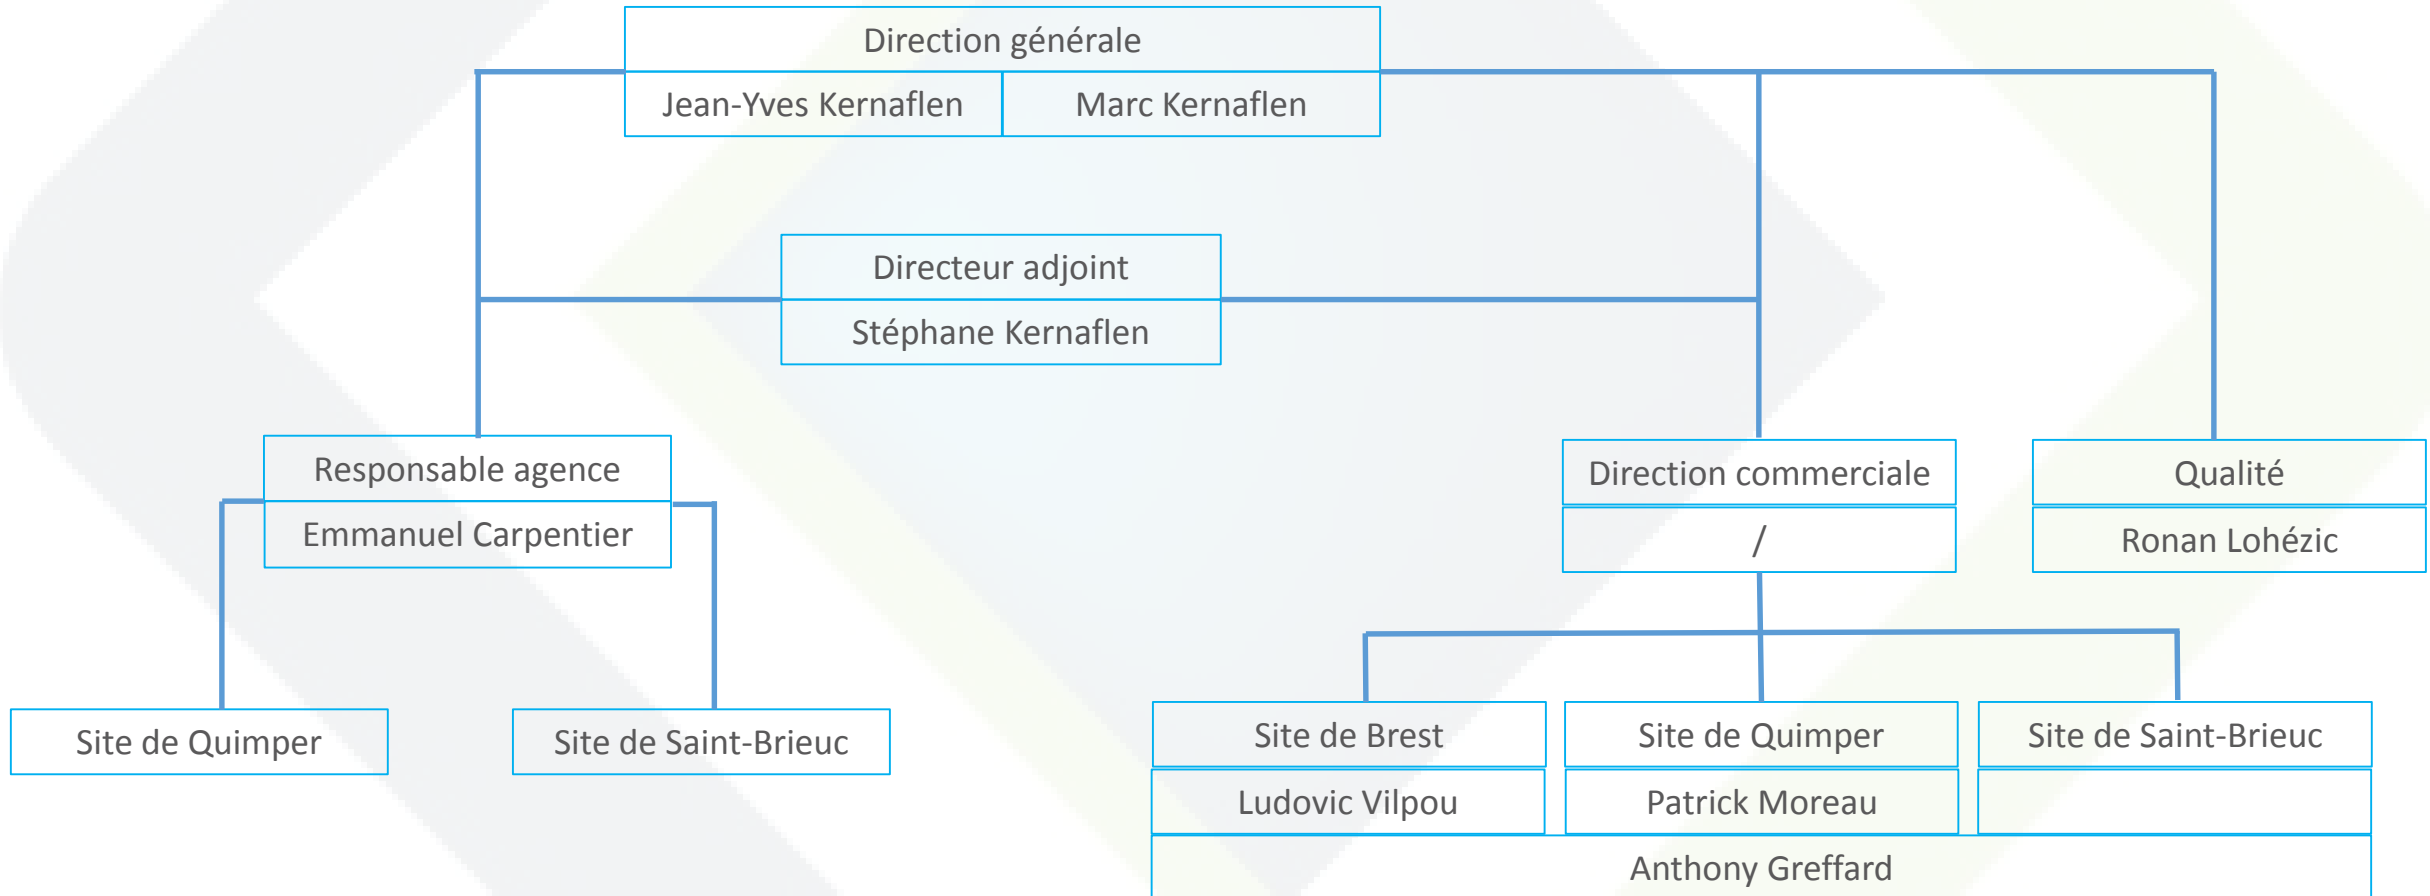 Direction générale
Jean-Yves Kernaflen
Marc Kernaflen
Directeur adjoint
Stéphane Kernaflen
Responsable agence
Emmanuel Carpentier
Direction commerciale
/
Qualité
Ronan Lohézic
Site de Quimper
Site de Saint-Brieuc
Site de Brest
Site de Quimper
Site de Saint-Brieuc
Ludovic Vilpou
Patrick Moreau
Anthony Greffard